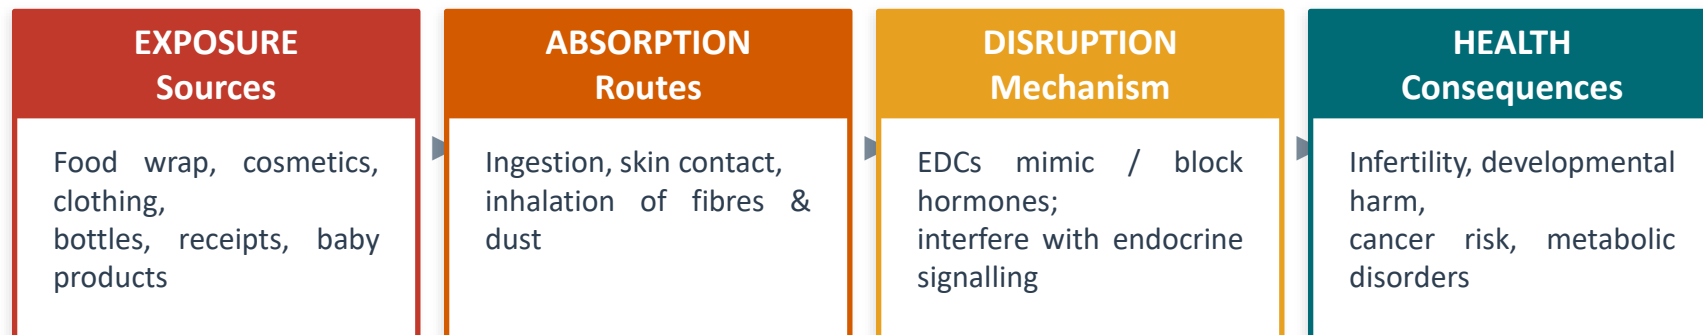 EXPOSURE
Sources
Food wrap, cosmetics,
clothing,
bottles, receipts, baby
products
ABSORPTION
Routes
Ingestion, skin contact,
inhalation of fibres &
dust
DISRUPTION
Mechanism
EDCs mimic / block
hormones;
interfere with endocrine
signalling
HEALTH
Consequences
Infertility, developmental
harm,
cancer risk, metabolic
disorders